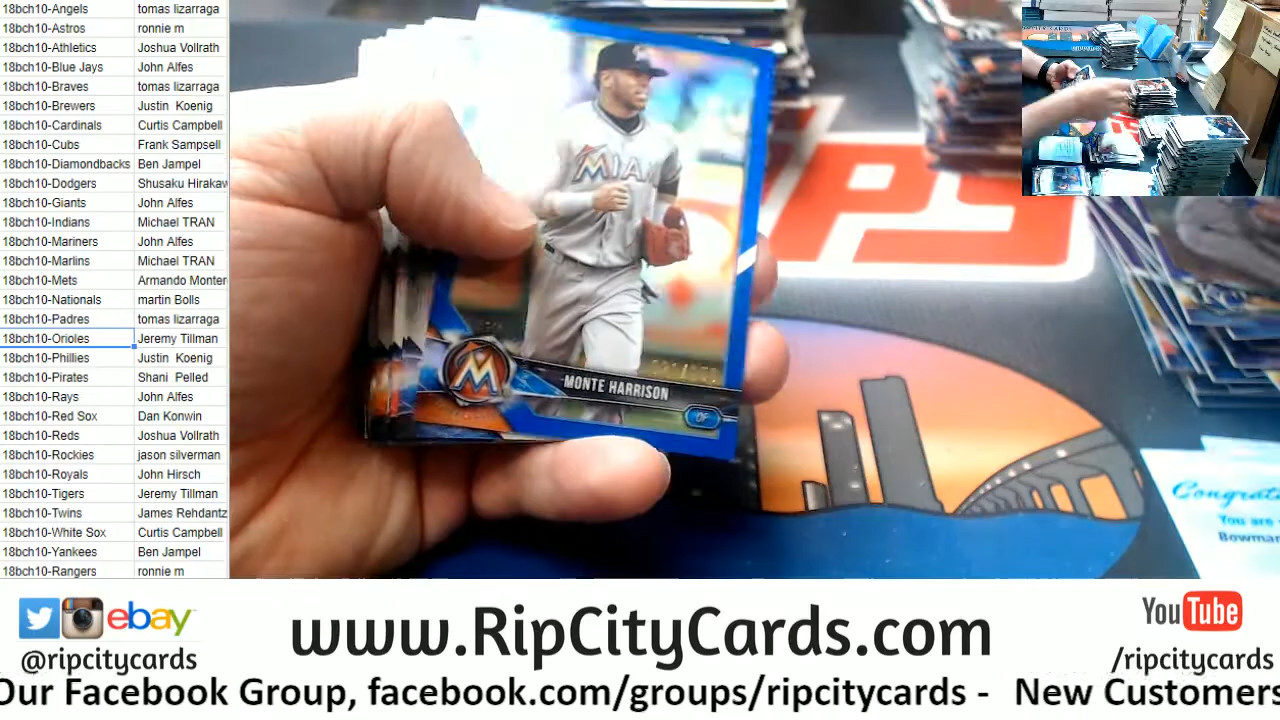 18bch10-Angels tomas lizarraga
18bch10-Astros ronnie m
18bch10-Athletics Joshua Vollrath
18bch10-Blue Jays John Alfes
18bch10-Braves tomas lizarraga
18bch10-Brewers Justin Koenig
18bch10-Cardinals Curtis Campbell
18bch10-Cubs Frank Sampsell
18bch10-Diamondbacks Ben Jampel
18bch10-Dodgers Shusaku Hirakaw
18bch10-Giants John Alfes
18bch10-Indians Michael TRAN
18bch10-Mariners John Alfes
18bch10-Marlins Michael TRAN
18bch10-Mets Armando Monter
18bch10-Nationals martin Bolls
18bch10-Padres tomas lizarraga
18bch10-Orioles Jeremy Tillman
18bch10-Phillies Justin Koenig
18bch10-Pirates Shani Pelled
18bch10-Rays John Alfes
18bch10-Red Sox Dan Konwin
18bch10-Reds Joshua Vollrath
18bch10-Rockies jason silverman
18bch10-Royals John Hirsch
18bch10-Tigers Jeremy Tillman
18bch10-Twins James Rehdantz
18bch10-White Sox Curtis Campbell
18bch10-Yankees Ben Jampel
18bch10-Rangers ronnie m
MIAMI
M
MONTE HARRISON
OF
PS
Congrat
You are
Bowman
ebay
@ripcitycards
www.RipCityCards.com
YouTube
/ripcitycards
Our Facebook Group, facebook.com/groups/ripcitycards - New Customers